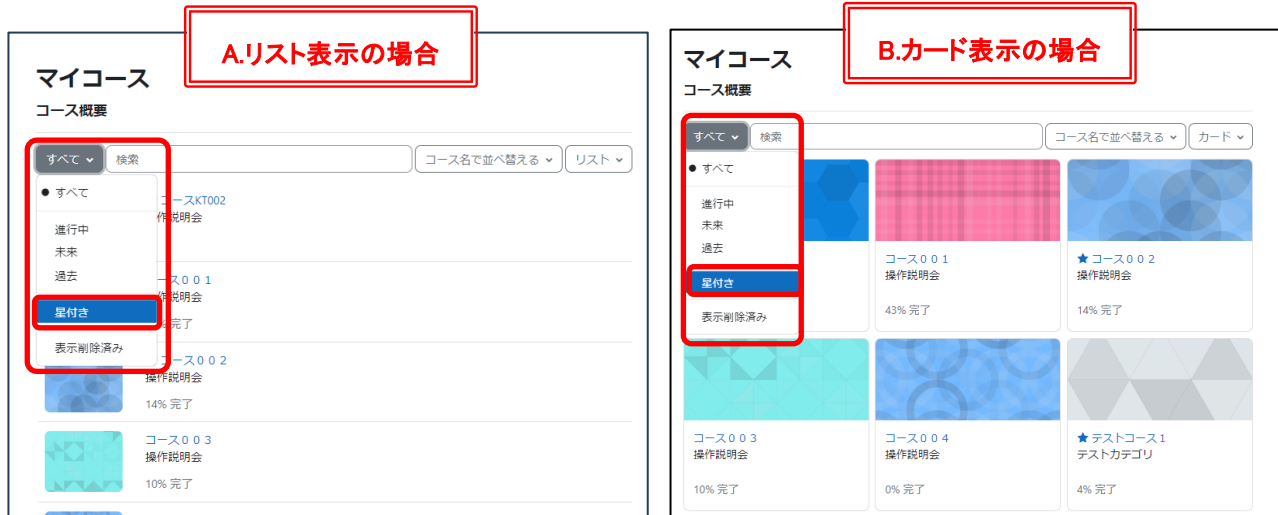 A.リスト表示の場合
マイコース
コース概要
すべて
検索
コース名で並べ替える
リスト
すべて
進行中
未来
過去
星付き
表示削除済み
コースKT002
操作説明会
コース００１
操作説明会
完了
コース００２
操作説明会
14% 完了
コース００３
操作説明会
10% 完了
B.カード表示の場合
マイコース
コース概要
すべて
検索
コース名で並べ替える
カード
すべて
進行中
未来
過去
星付き
表示削除済み
コース００１
操作説明会
43% 完了
★ コース００２
操作説明会
14% 完了
コース００３
操作説明会
10% 完了
コース００４
操作説明会
0% 完了
★ テストコース1
テストカテゴリ
4% 完了